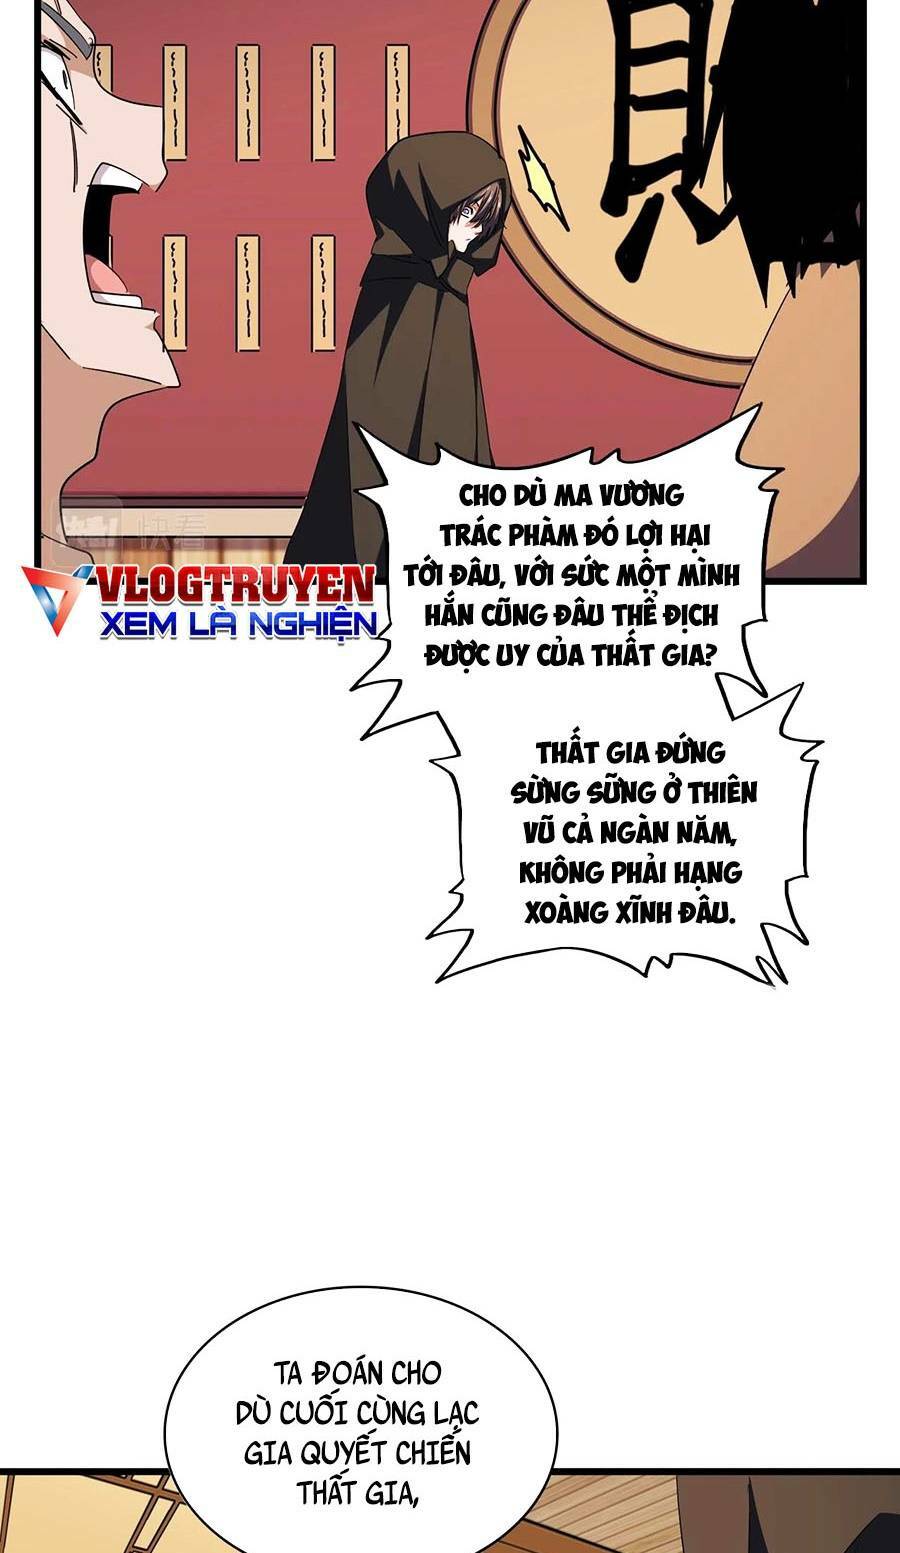 財
CHO DÙ MA VƯƠNG
TRÁC PHÀM ĐÓ LỢI HẠI
TỚI ĐÂU, VỚI SỨC MỘT MÌNH
HẮN CŨNG ĐÂU THỂ ĐỊCH
ĐƯỢC UY CỦA THẤT GIA?
快看
VLOGTRUYEN
XEM LÀ NGHIỆN
THẤT GIA ĐỨNG
SỪNG SỮNG Ở THIÊN
VŨ CẢ NGÀN NĂM,
KHÔNG PHẢI HẠNG
XOÀNG XĨNH ĐÂU.
TA ĐOÁN CHO
DÙ CUỐI CÙNG LẠC
GIA QUYẾT CHIẾN
THẤT GIA,